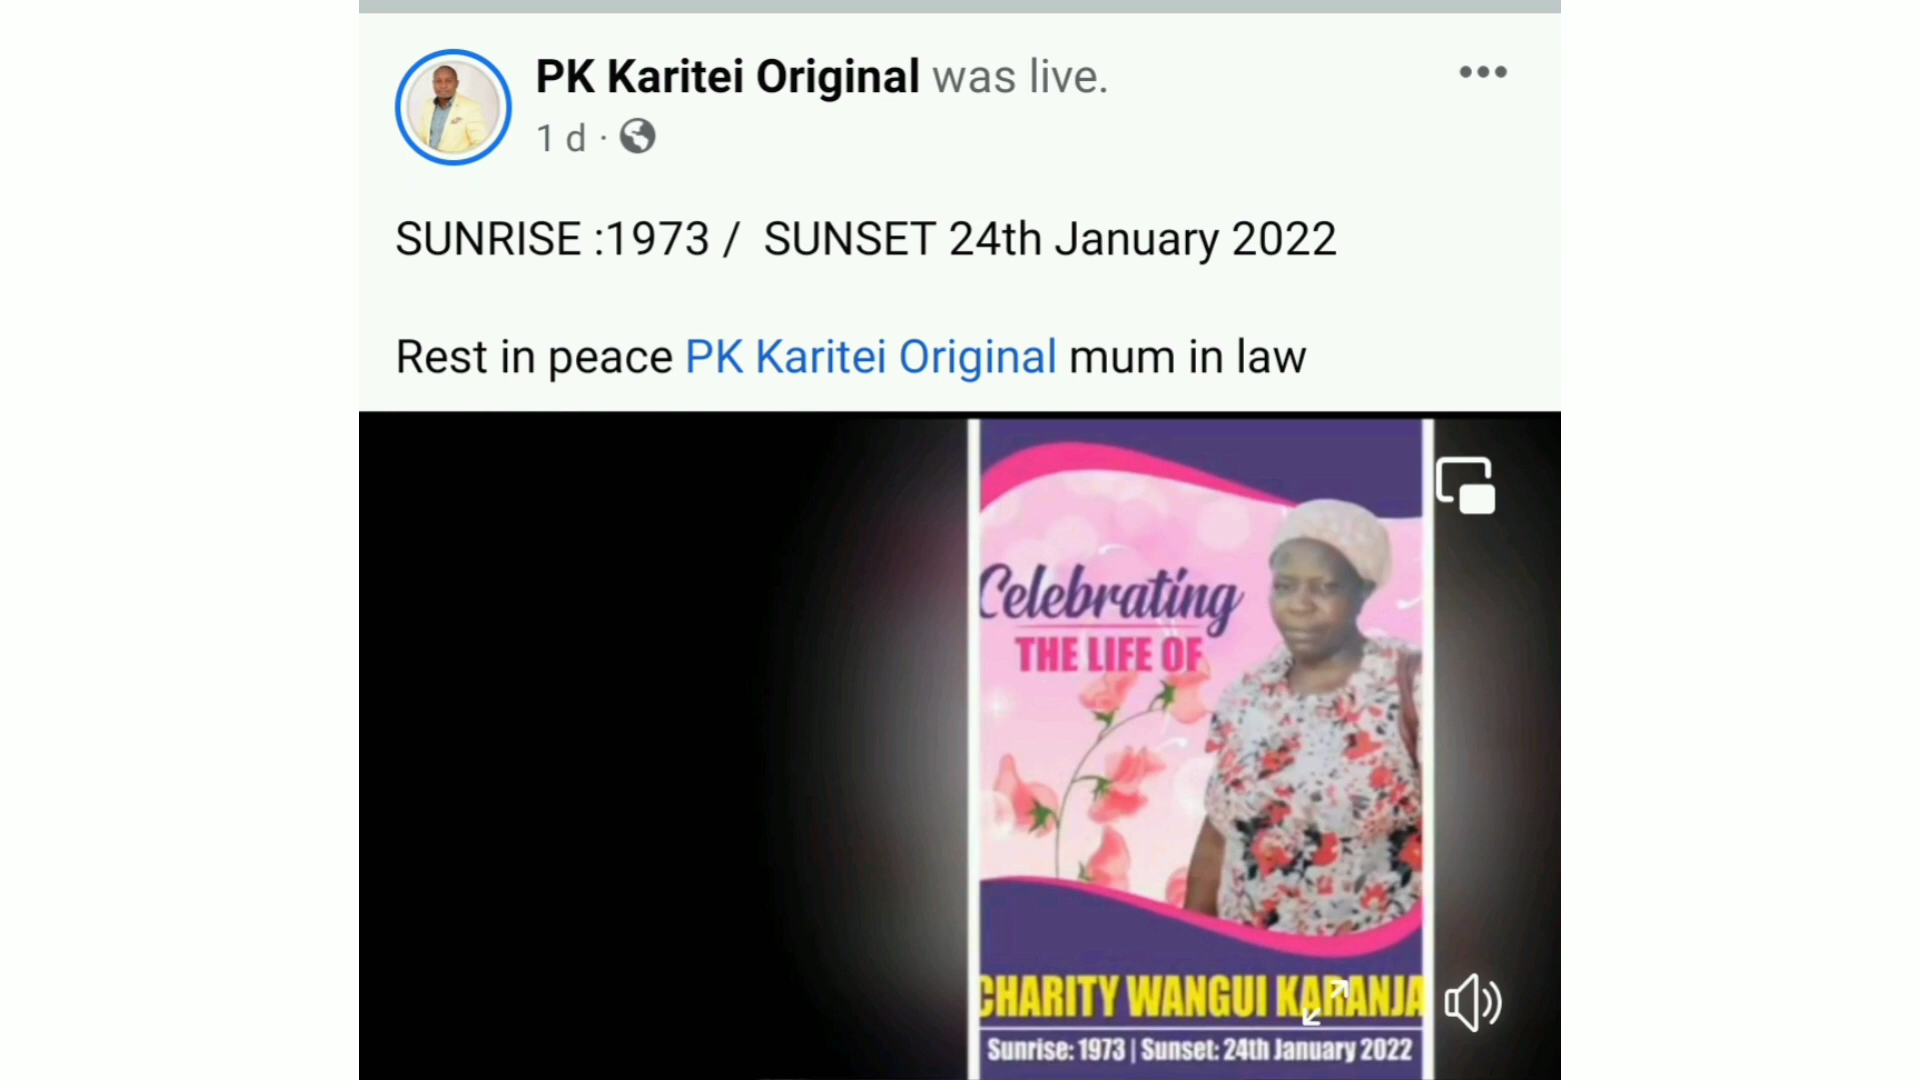 PK Karitei Original was live.
1 d ·
SUNRISE :1973 /  SUNSET 24th January 2022
Rest in peace PK Karitei Original mum in law
Celebrating
THE LIFE OF
CHARITY WANGUI KARANJA
Sunrise: 1973 | Sunset: 24th January 2022